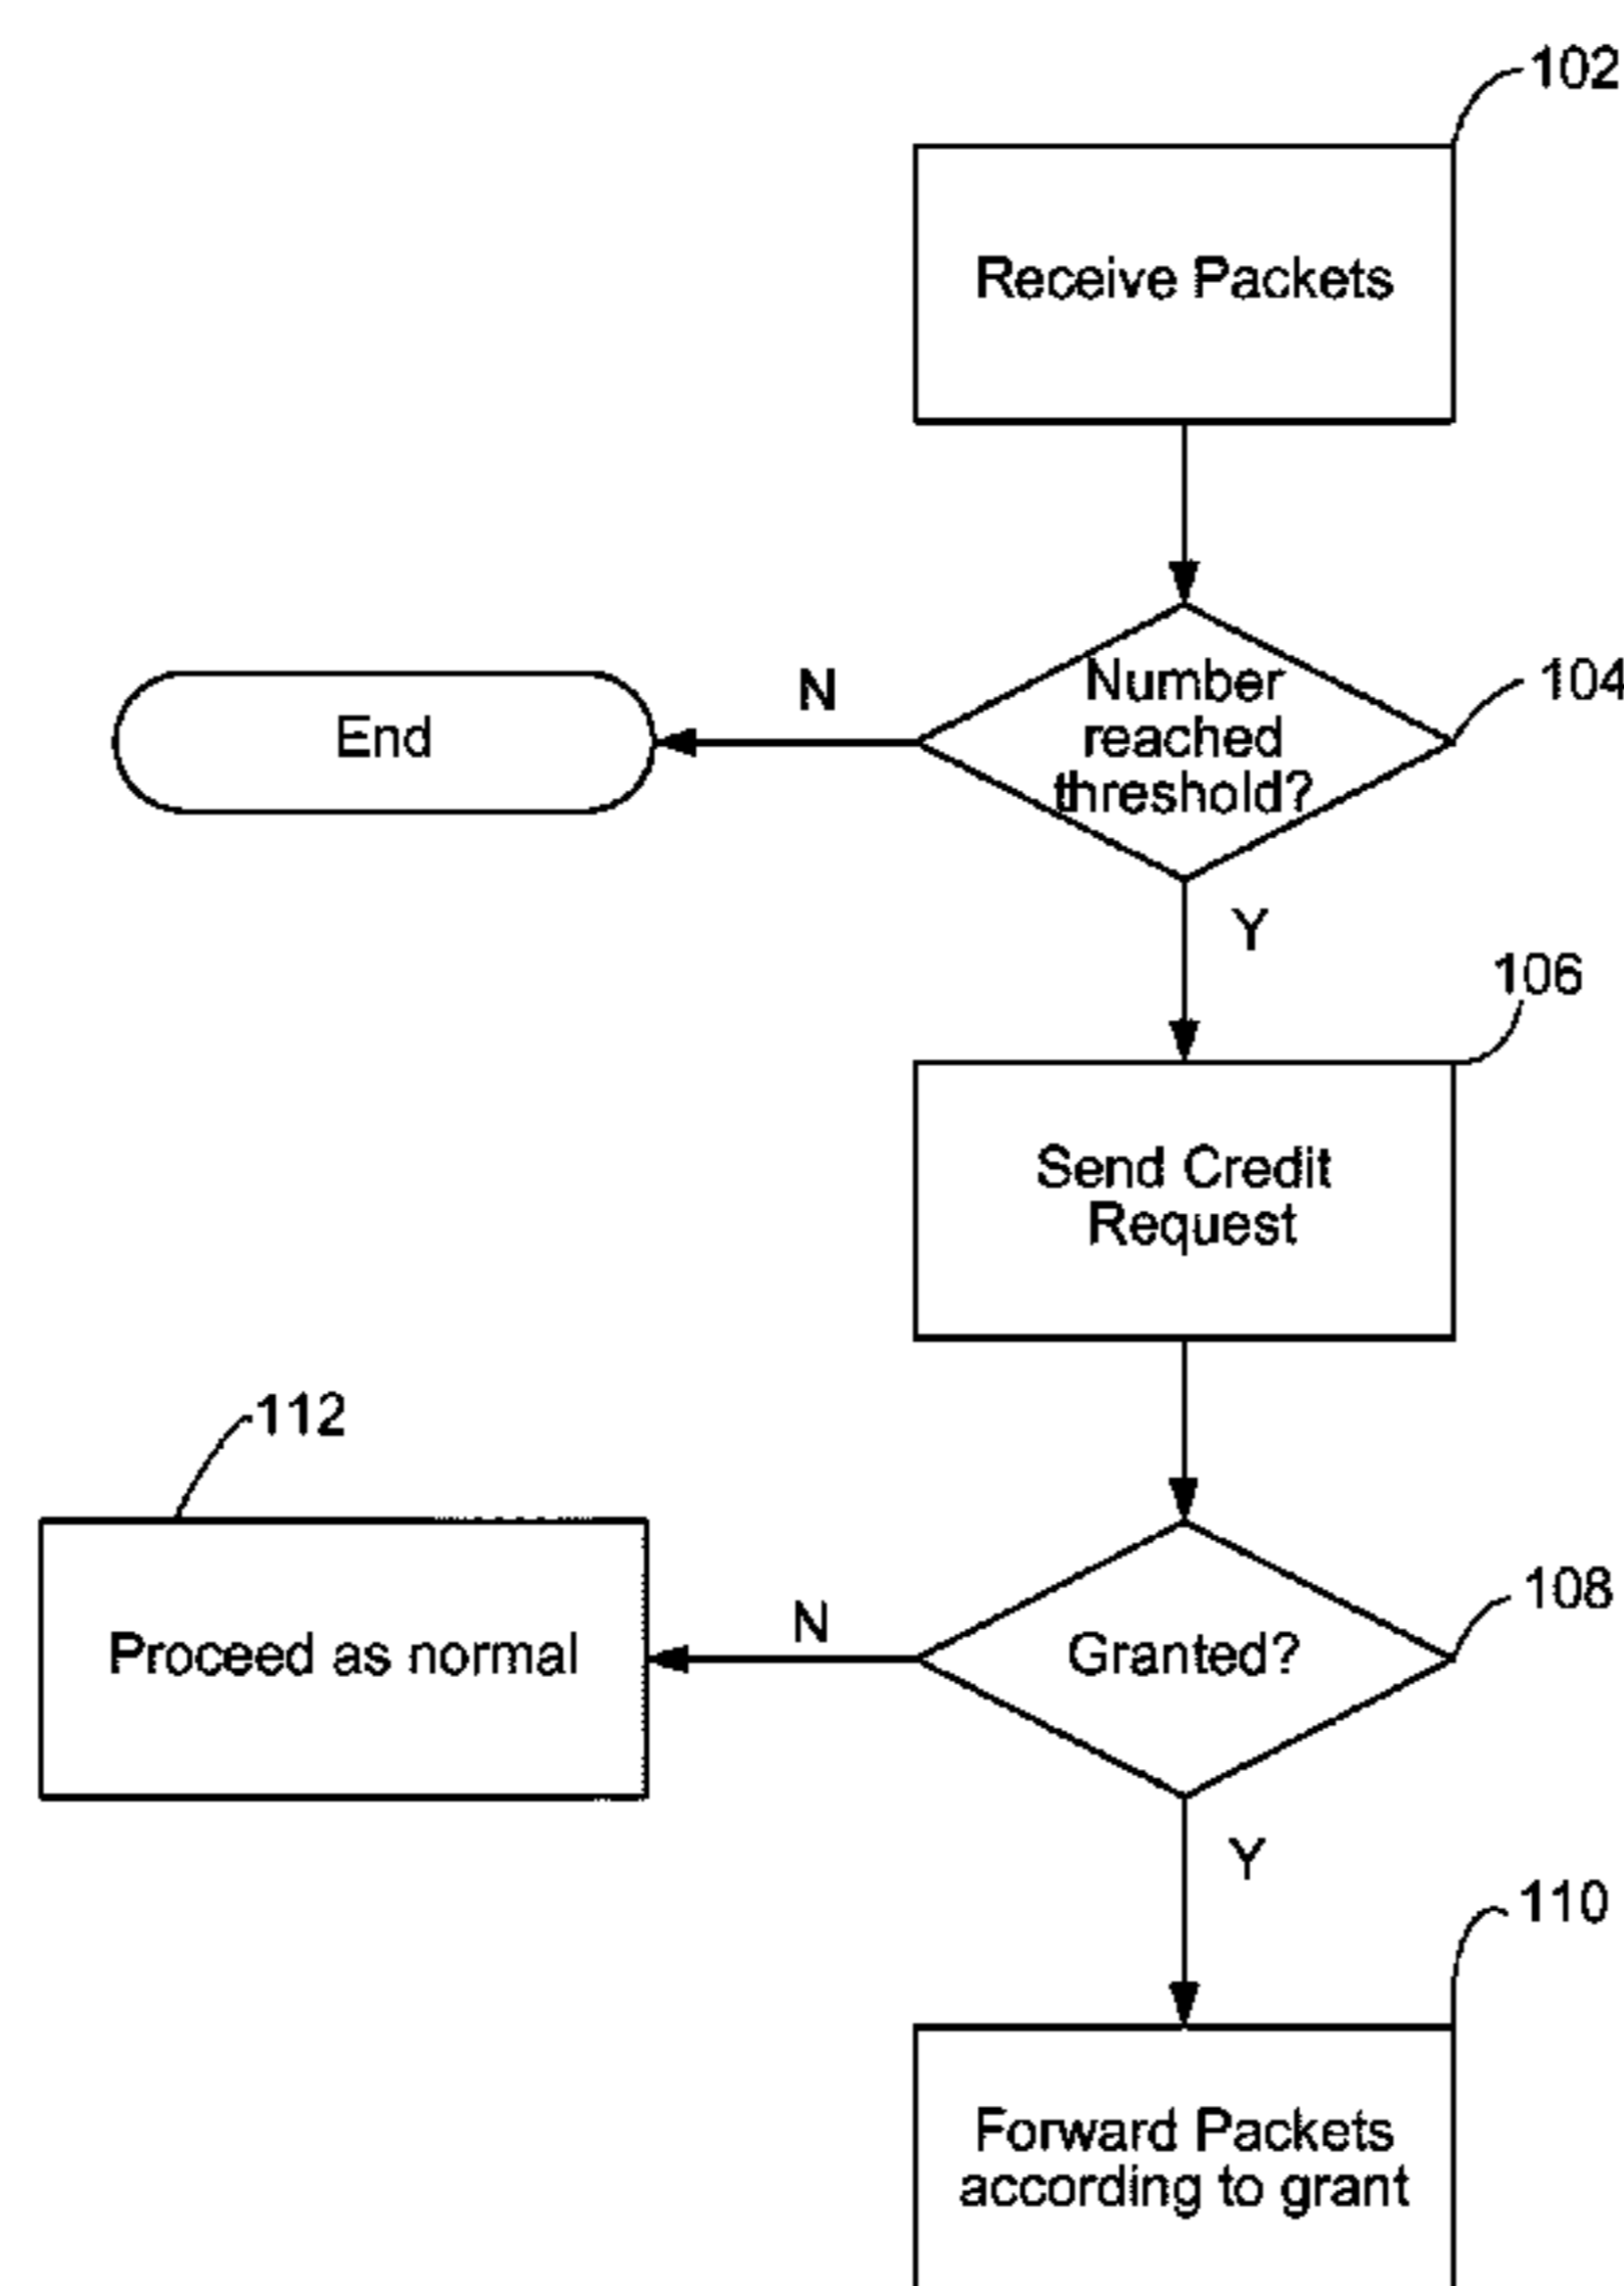 102
Receive Packets
Number
reached
threshold?
104
N
End
Y
106
Send Credit
Request
112
Proceed as normal
N
Granted?
108
Y
110
Forward Packets
according to grant